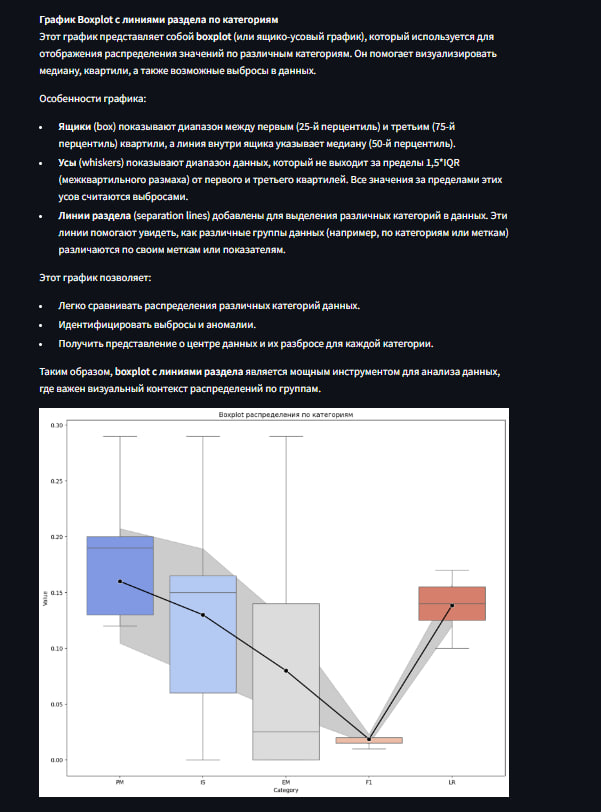 График Boxplot с линиями раздела по категориям
Этот график представляет собой boxplot (или ящико-усовый график), который используется для
отображения распределения значений по различным категориям. Он помогает визуализировать
медиану, квартили, а также возможные выбросы в данных.
Особенности графика:
• Ящики (box) показывают диапазон между первым (25-й перцентиль) и третьим (75-й
перцентиль) квартили, а линия внутри ящика указывает медиану (50-й перцентиль).
• Усы (whiskers) показывают диапазон данных, который не выходит за пределы 1,5*IQR
(межквартильного размаха) от первого и третьего квартилей. Все значения за пределами этих
усов считаются выбросами.
• Линии раздела (separation lines) добавлены для выделения различных категорий в данных. Эти
линии помогают увидеть, как различные группы данных (например, по категориям или меткам)
различаются по своим меткам или показателям.
Этот график позволяет:
• Легко сравнивать распределения различных категорий данных.
• Идентифицировать выбросы и аномалии.
• Получить представление о центре данных и их разбросе для каждой категории.
Таким образом, boxplot с линиями раздела является мощным инструментом для анализа данных,
где важен визуальный контекст распределений по группам.
Boxplot распределения по категориям
0.30
0.25
0.20
0.15
0.10
0.05
0.00
Value
PM IS EM F1 LR
Category